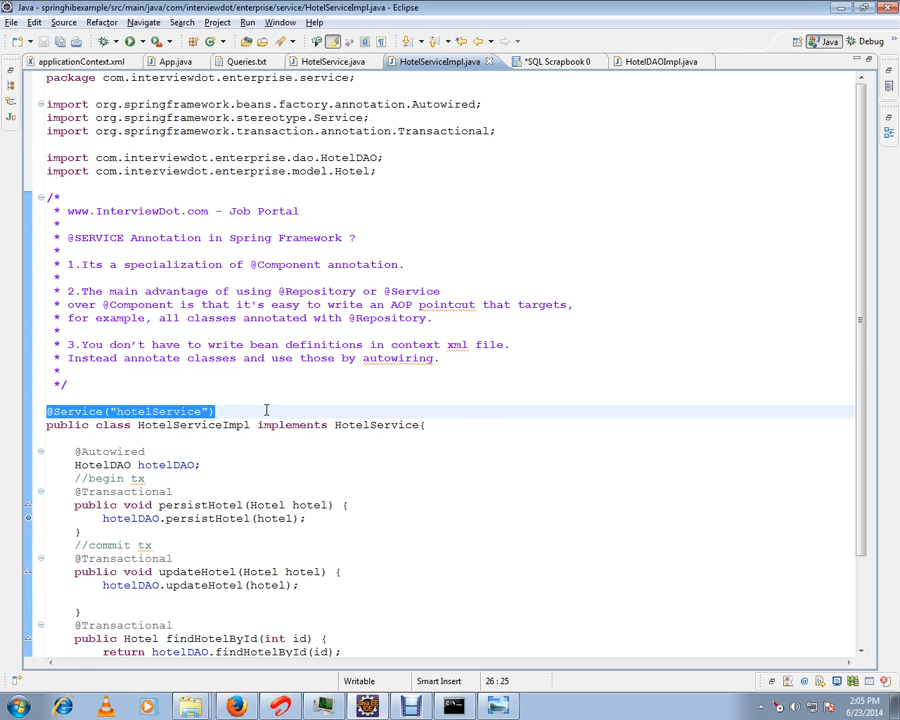 Java - springhibexample/src/main/java/com/interviewdot/enterprise/service/HotelServiceImpl.java - Eclipse
File Edit Source Refactor Navigate Search Project Run Window Help
Java Debug
applicationContext.xml App.java Queries.txt HotelService.java HotelServiceImpl.java *SQL Scrapbook 0 HotelDAOImpl.java
package com.interviewdot.enterprise.service;
import org.springframework.beans.factory.annotation.Autowired;
import org.springframework.stereotype.Service;
import org.springframework.transaction.annotation.Transactional;
import com.interviewdot.enterprise.dao.HotelDAO;
import com.interviewdot.enterprise.model.Hotel;
/*
* www.InterviewDot.com - Job Portal
*
* @SERVICE Annotation in Spring Framework ?
*
* 1.Its a specialization of @Component annotation.
*
* 2.The main advantage of using @Repository or @Service
* over @Component is that it's easy to write an AOP pointcut that targets,
* for example, all classes annotated with @Repository.
*
* 3.You don't have to write bean definitions in context xml file.
* Instead annotate classes and use those by autowiring.
*
*/
@Service("hotelService")
public class HotelServiceImpl implements HotelService{
@Autowired
HotelDAO hotelDAO;
//begin tx
@Transactional
public void persistHotel(Hotel hotel) {
hotelDAO.persistHotel(hotel);
}
//commit tx
@Transactional
public void updateHotel(Hotel hotel) {
hotelDAO.updateHotel(hotel);
}
@Transactional
public Hotel findHotelById(int id) {
return hotelDAO.findHotelById(id);
Writable Smart Insert 26 : 25
2:05 PM
6/23/2014